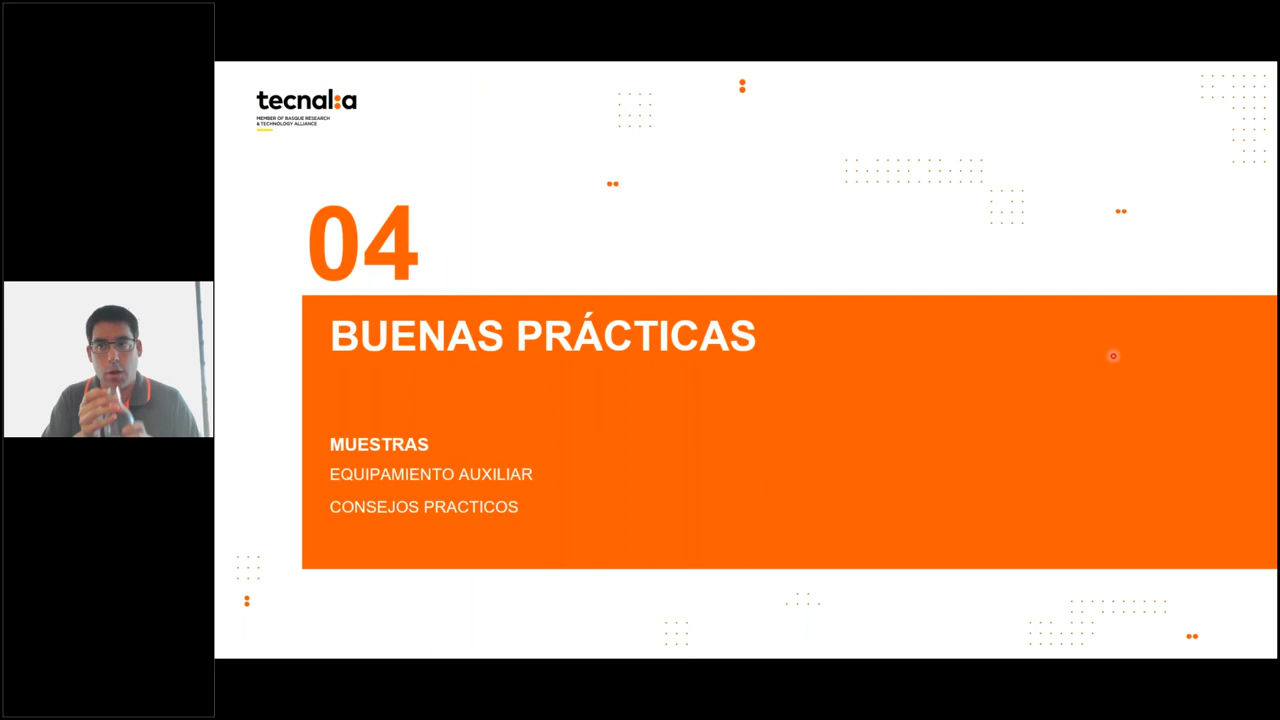 tecnal:a
MEMBER OF BASQUE RESEARCH
& TECHNOLOGY ALLIANCE
04
BUENAS PRÁCTICAS
MUESTRAS
EQUIPAMIENTO AUXILIAR
CONSEJOS PRACTICOS